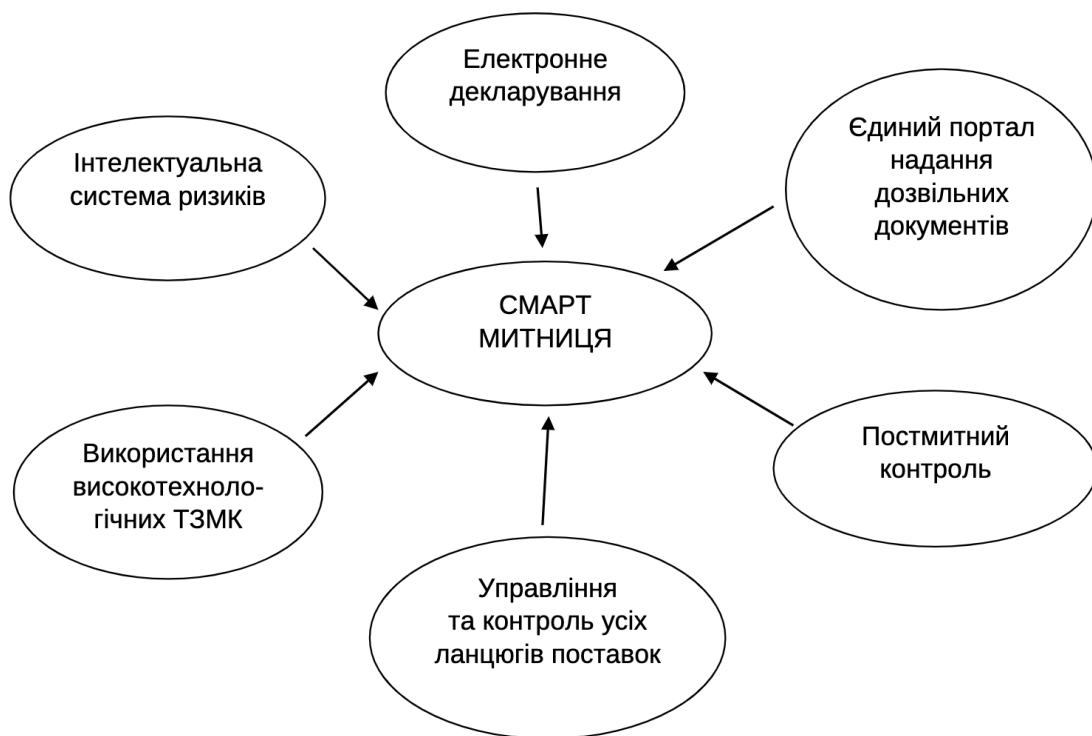 Електронне
декларування
Єдиний портал
надання
дозвільних
документів
Інтелектуальна
система ризиків
СМАРТ
МИТНИЦЯ
Використання
високотехноло-
гічних ТЗМК
Постмитний
контроль
Управління
та контроль усіх
ланцюгів поставок